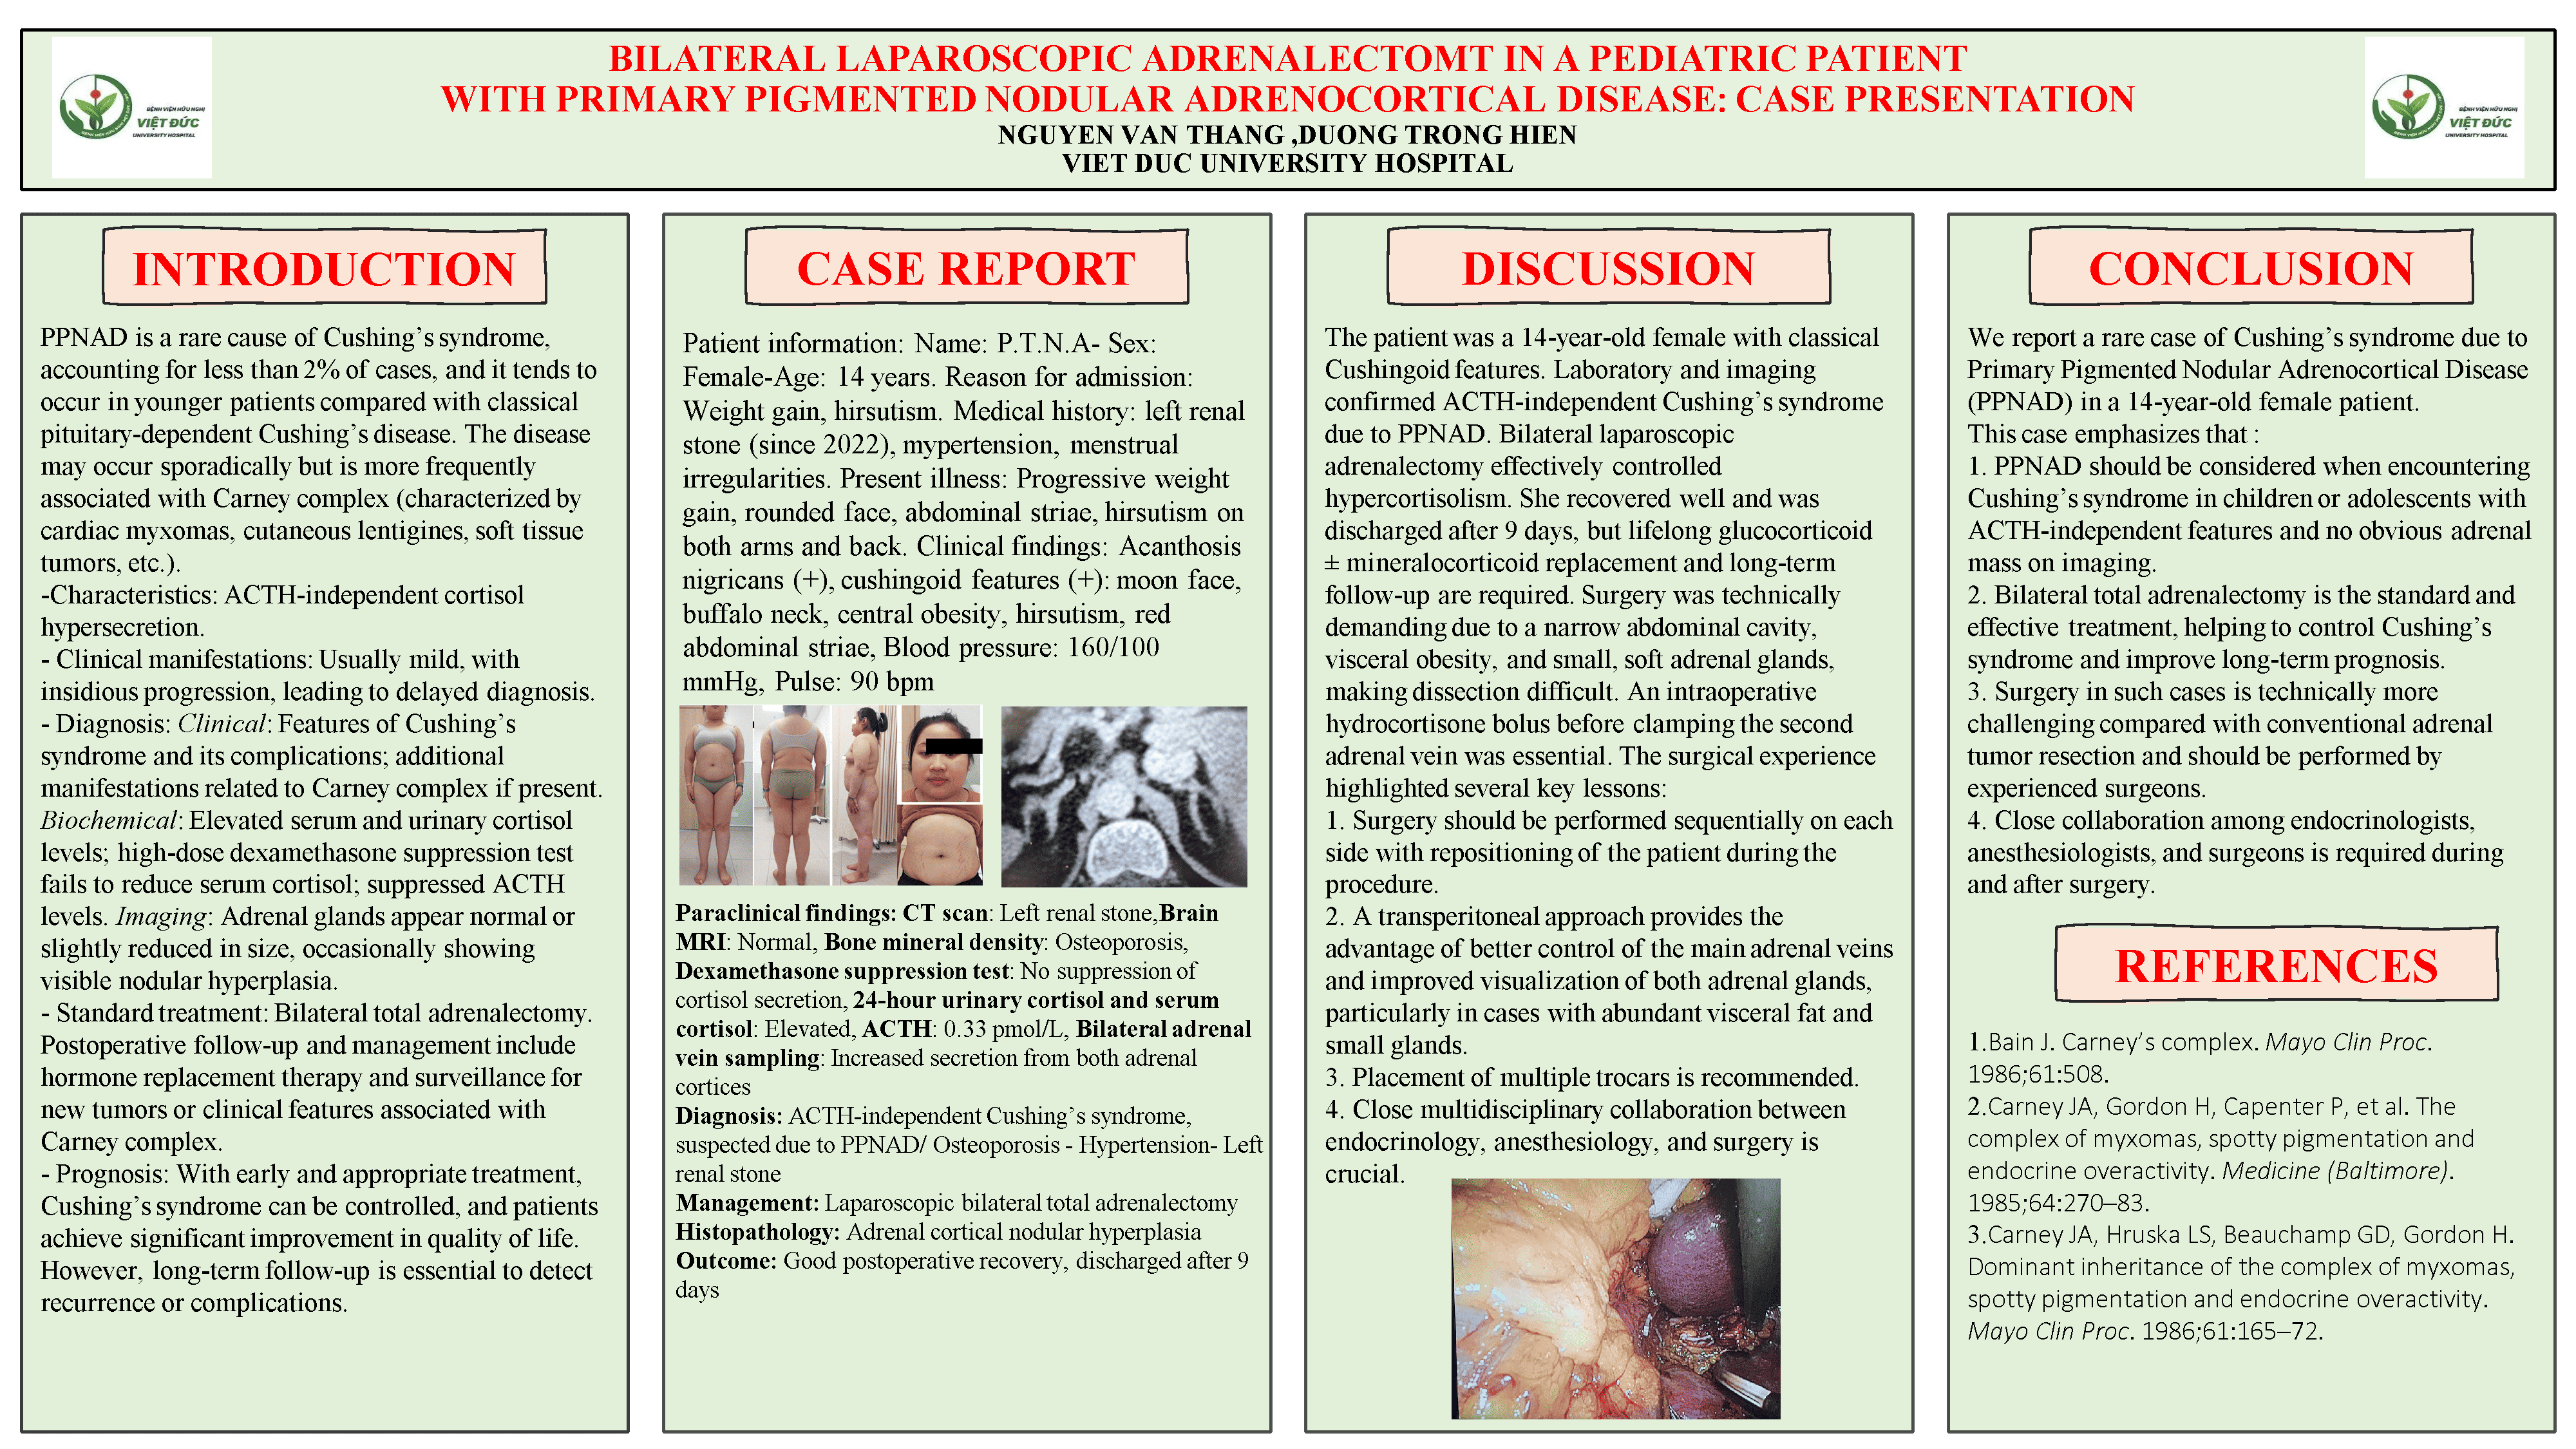 BILATERAL LAPAROSCOPIC ADRENALECTOMT IN A PEDIATRIC PATIENT
WITH PRIMARY PIGMENTED NODULAR ADRENOCORTICAL DISEASE: CASE PRESENTATION
NGUYEN VAN THANG ,DUONG TRONG HIEN
VIET DUC UNIVERSITY HOSPITAL
BỆNH VIỆN HỮU NGHỊ
VIỆT ĐỨC
UNIVERSITY HOSPITAL
BỆNH VIỆN HỮU NGHỊ
VIỆT ĐỨC
UNIVERSITY HOSPITAL
INTRODUCTION
PPNAD is a rare cause of Cushing’s syndrome,
accounting for less than 2% of cases, and it tends to
occur in younger patients compared with classical
pituitary-dependent Cushing’s disease. The disease
may occur sporadically but is more frequently
associated with Carney complex (characterized by
cardiac myxomas, cutaneous lentigines, soft tissue
tumors, etc.).
-Characteristics: ACTH-independent cortisol
hypersecretion.
- Clinical manifestations: Usually mild, with
insidious progression, leading to delayed diagnosis.
- Diagnosis: Clinical: Features of Cushing’s
syndrome and its complications; additional
manifestations related to Carney complex if present.
Biochemical: Elevated serum and urinary cortisol
levels; high-dose dexamethasone suppression test
fails to reduce serum cortisol; suppressed ACTH
levels. Imaging: Adrenal glands appear normal or
slightly reduced in size, occasionally showing
visible nodular hyperplasia.
- Standard treatment: Bilateral total adrenalectomy.
Postoperative follow-up and management include
hormone replacement therapy and surveillance for
new tumors or clinical features associated with
Carney complex.
- Prognosis: With early and appropriate treatment,
Cushing’s syndrome can be controlled, and patients
achieve significant improvement in quality of life.
However, long-term follow-up is essential to detect
recurrence or complications.
CASE REPORT
Patient information: Name: P.T.N.A- Sex:
Female-Age: 14 years. Reason for admission:
Weight gain, hirsutism. Medical history: left renal
stone (since 2022), mypertension, menstrual
irregularities. Present illness: Progressive weight
gain, rounded face, abdominal striae, hirsutism on
both arms and back. Clinical findings: Acanthosis
nigricans (+), cushingoid features (+): moon face,
buffalo neck, central obesity, hirsutism, red
abdominal striae, Blood pressure: 160/100
mmHg, Pulse: 90 bpm
Paraclinical findings: CT scan: Left renal stone,Brain
MRI: Normal, Bone mineral density: Osteoporosis,
Dexamethasone suppression test: No suppression of
cortisol secretion, 24-hour urinary cortisol and serum
cortisol: Elevated, ACTH: 0.33 pmol/L, Bilateral adrenal
vein sampling: Increased secretion from both adrenal
cortices
Diagnosis: ACTH-independent Cushing’s syndrome,
suspected due to PPNAD/ Osteoporosis - Hypertension- Left
renal stone
Management: Laparoscopic bilateral total adrenalectomy
Histopathology: Adrenal cortical nodular hyperplasia
Outcome: Good postoperative recovery, discharged after 9
days
DISCUSSION
The patient was a 14-year-old female with classical
Cushingoid features. Laboratory and imaging
confirmed ACTH-independent Cushing’s syndrome
due to PPNAD. Bilateral laparoscopic
adrenalectomy effectively controlled
hypercortisolism. She recovered well and was
discharged after 9 days, but lifelong glucocorticoid
± mineralocorticoid replacement and long-term
follow-up are required. Surgery was technically
demanding due to a narrow abdominal cavity,
visceral obesity, and small, soft adrenal glands,
making dissection difficult. An intraoperative
hydrocortisone bolus before clamping the second
adrenal vein was essential. The surgical experience
highlighted several key lessons:
1. Surgery should be performed sequentially on each
side with repositioning of the patient during the
procedure.
2. A transperitoneal approach provides the
advantage of better control of the main adrenal veins
and improved visualization of both adrenal glands,
particularly in cases with abundant visceral fat and
small glands.
3. Placement of multiple trocars is recommended.
4. Close multidisciplinary collaboration between
endocrinology, anesthesiology, and surgery is
crucial.
CONCLUSION
We report a rare case of Cushing’s syndrome due to
Primary Pigmented Nodular Adrenocortical Disease
(PPNAD) in a 14-year-old female patient.
This case emphasizes that :
1. PPNAD should be considered when encountering
Cushing’s syndrome in children or adolescents with
ACTH-independent features and no obvious adrenal
mass on imaging.
2. Bilateral total adrenalectomy is the standard and
effective treatment, helping to control Cushing’s
syndrome and improve long-term prognosis.
3. Surgery in such cases is technically more
challenging compared with conventional adrenal
tumor resection and should be performed by
experienced surgeons.
4. Close collaboration among endocrinologists,
anesthesiologists, and surgeons is required during
and after surgery.
REFERENCES
1.Bain J. Carney’s complex. Mayo Clin Proc.
1986;61:508.
2.Carney JA, Gordon H, Capenter P, et al. The
complex of myxomas, spotty pigmentation and
endocrine overactivity. Medicine (Baltimore).
1985;64:270–83.
3.Carney JA, Hruska LS, Beauchamp GD, Gordon H.
Dominant inheritance of the complex of myxomas,
spotty pigmentation and endocrine overactivity.
Mayo Clin Proc. 1986;61:165–72.